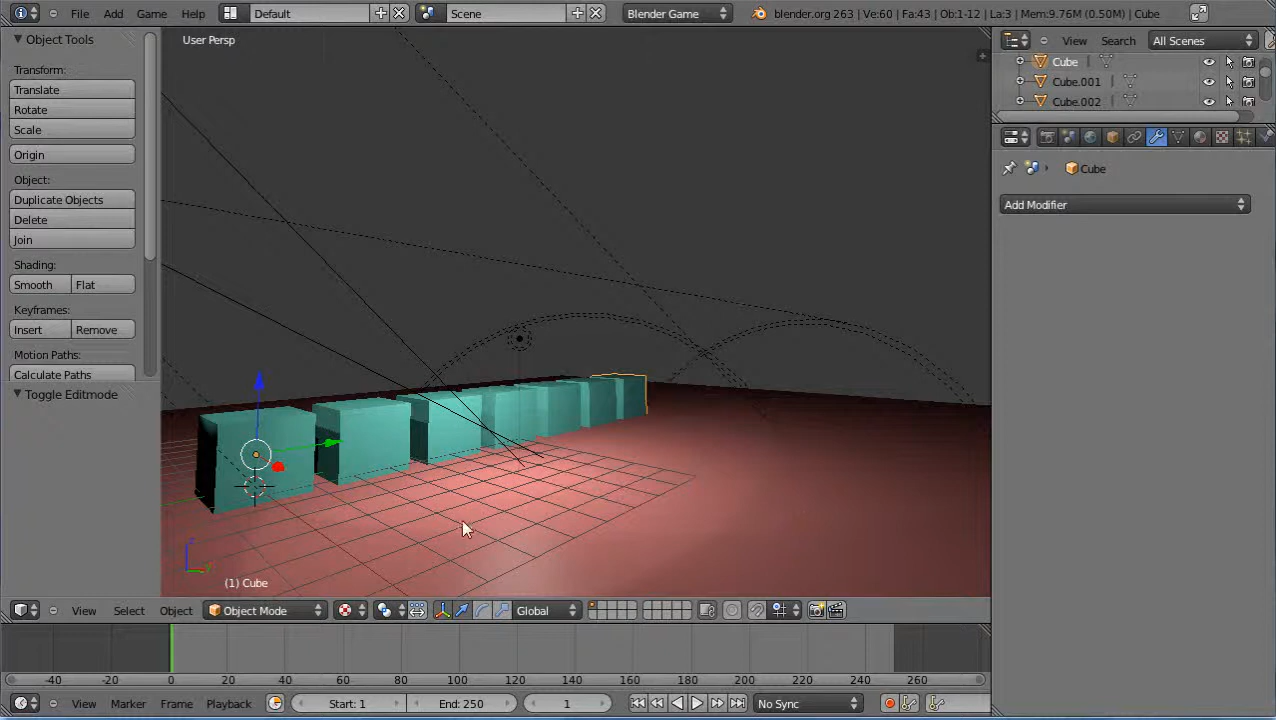 File Add Game Help Default Scene Blender Game blender.org 263 | Ve:60 | Fa:43 | Ob:1-12 | La:3 | Mem:9.76M (0.50M) | Cube
Object Tools
Transform:
Translate
Rotate
Scale
Origin
Object:
Duplicate Objects
Delete
Join
Shading:
Smooth Flat
Keyframes:
Insert Remove
Motion Paths:
Calculate Paths
Toggle Editmode
User Persp
(1) Cube
View Search All Scenes
Cube
Cube.001
Cube.002
Cube
Add Modifier
View Select Object Object Mode Global
-40 -20 0 20 40 60 80 100 120 140 160 180 200 220 240 260
View Marker Frame Playback Start: 1 End: 250 1 No Sync